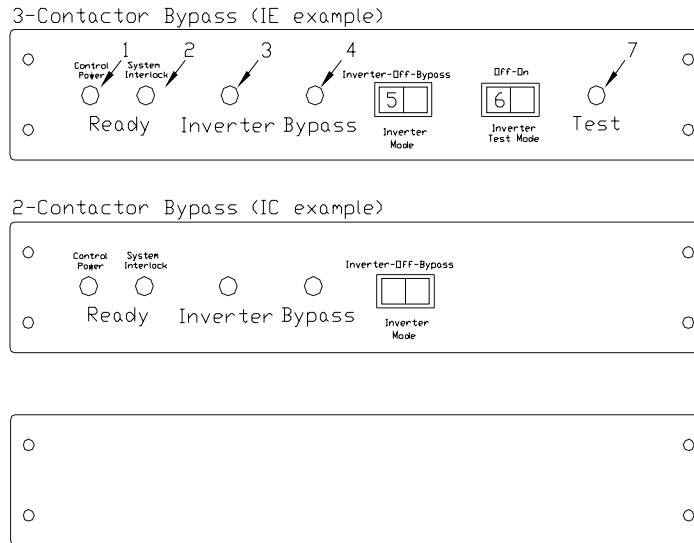 3-Contactor Bypass (IE example)
1 2 3 4 7
Control Power
System Interlock
Inverter-Off-Bypass
Off-On
5
6
Ready Inverter Bypass
Inverter Mode
Inverter Test Mode
Test
2-Contactor Bypass (IC example)
Control Power
System Interlock
Inverter-Off-Bypass
Ready Inverter Bypass
Inverter Mode